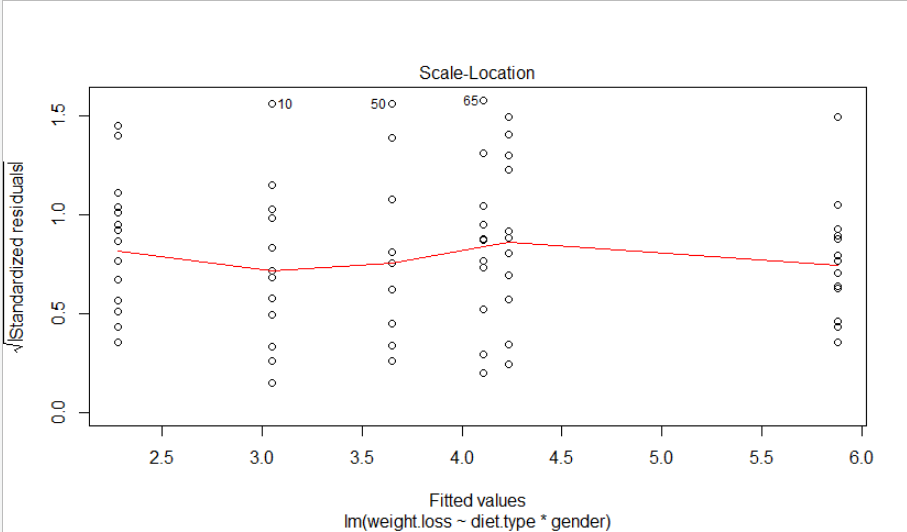 Scale-Location
10
50
65
√|Standardized residuals|
1.5
1.0
0.5
0.0
2.5 3.0 3.5 4.0 4.5 5.0 5.5 6.0
Fitted values
lm(weight.loss ~ diet.type * gender)